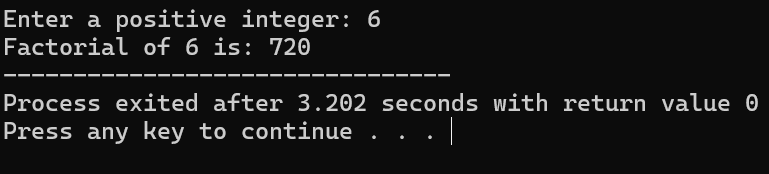 Enter a positive integer: 6
Factorial of 6 is: 720
--------------------------------
Process exited after 3.202 seconds with return value 0
Press any key to continue . . .